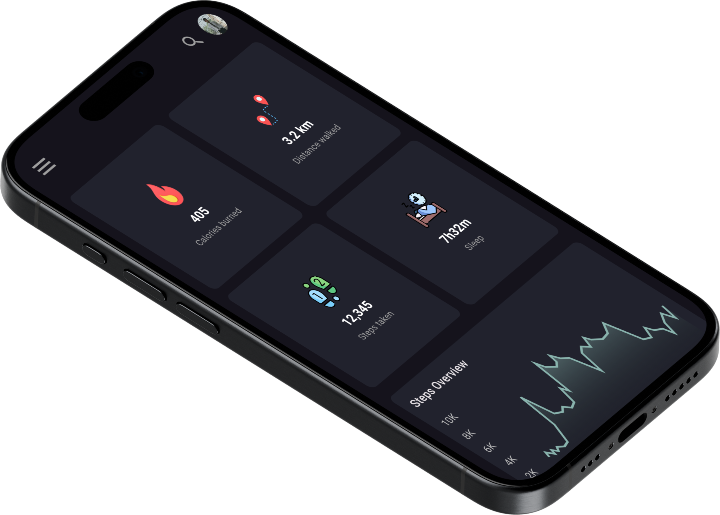 405
Calories burned
3.2 km
Distance walked
12,345
Steps taken
7h32m
Sleep
Steps Overview
10K
8K
6K
4K
2K